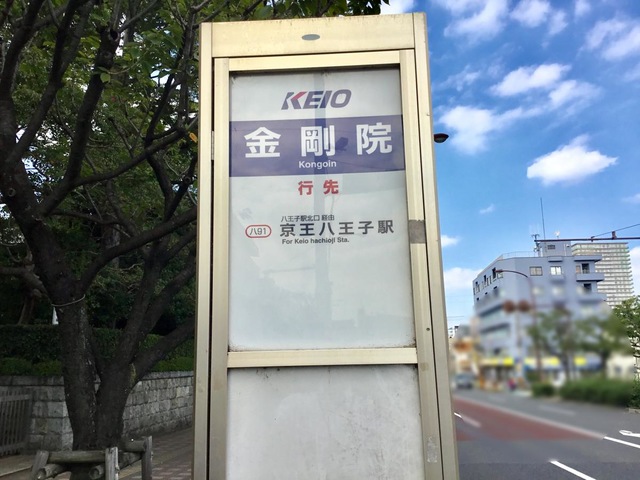 KEIO
金剛院
Kongoin
行先
八王子駅北口 経由
八91 京王八王子駅
For Keio hachioji Sta.